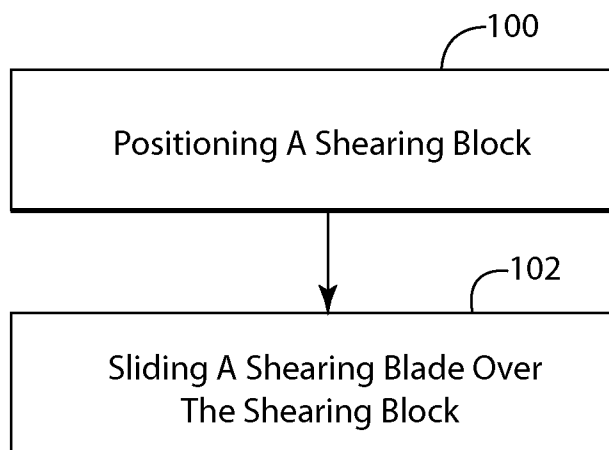 100
Positioning A Shearing Block
102
Sliding A Shearing Blade Over
The Shearing Block